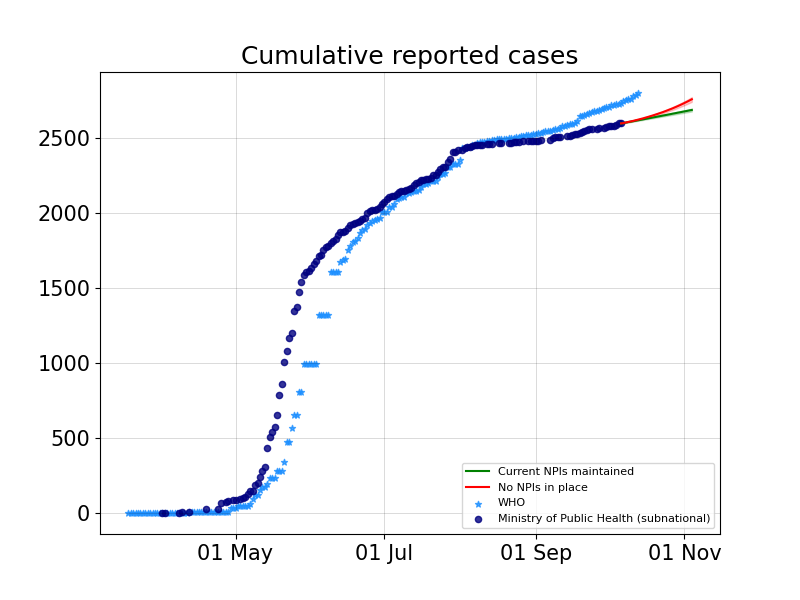 Cumulative reported cases
2500
2000
1500
1000
500
0
01 May
01 Jul
01 Sep
01 Nov
Current NPIs maintained
No NPIs in place
WHO
Ministry of Public Health (subnational)